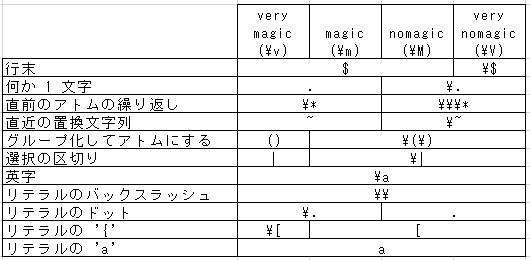 very magic (¥v) magic (¥m) nomagic (¥M) very nomagic (¥V)
行末 $ ¥$
何か 1 文字 . ¥.
直前のアトムの繰り返し ¥* ¥¥¥*
直近の置換文字列 ~ ¥~
グループ化してアトムにする () ¥(¥)
選択の区切り | ¥|
英字 ¥a
リテラルのバックスラッシュ ¥¥
リテラルのドット ¥. .
リテラルの '{' ¥[ [
リテラルの 'a' a